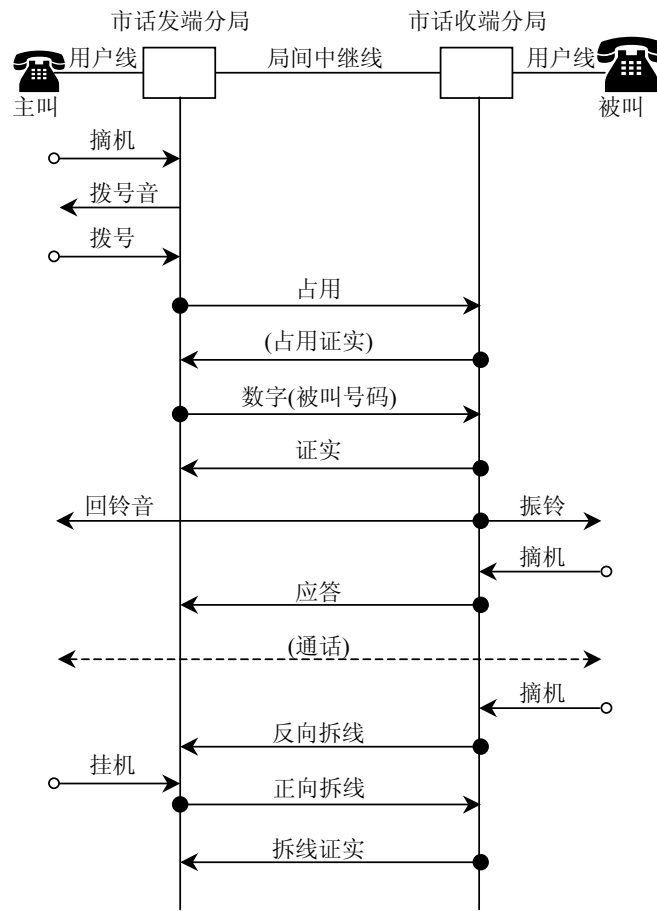 市话发端分局 市话收端分局
用户线 局间中继线 用户线
主叫 被叫
摘机
拨号音
拨号
占用
(占用证实)
数字(被叫号码)
证实
回铃音 振铃
摘机
应答
(通话)
摘机
反向拆线
挂机
正向拆线
拆线证实